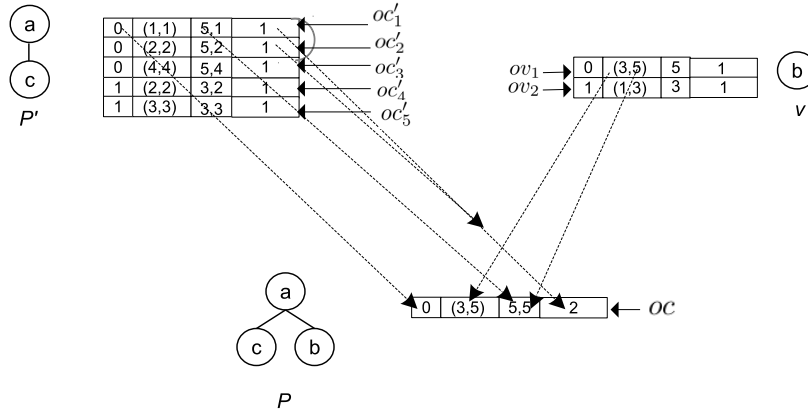 a
c
P'
0 (1,1) 5,1 1 oc'₁
0 (2,2) 5,2 1 oc'₂
0 (4,4) 5,4 1 oc'₃
1 (2,2) 3,2 1 oc'₄
1 (3,3) 3,3 1 oc'₅
ov₁ 0 (3,5) 5 1
ov₂ 1 (1,3) 3 1
b
v
a
c b
P
0 (3,5) 5,5 2 oc